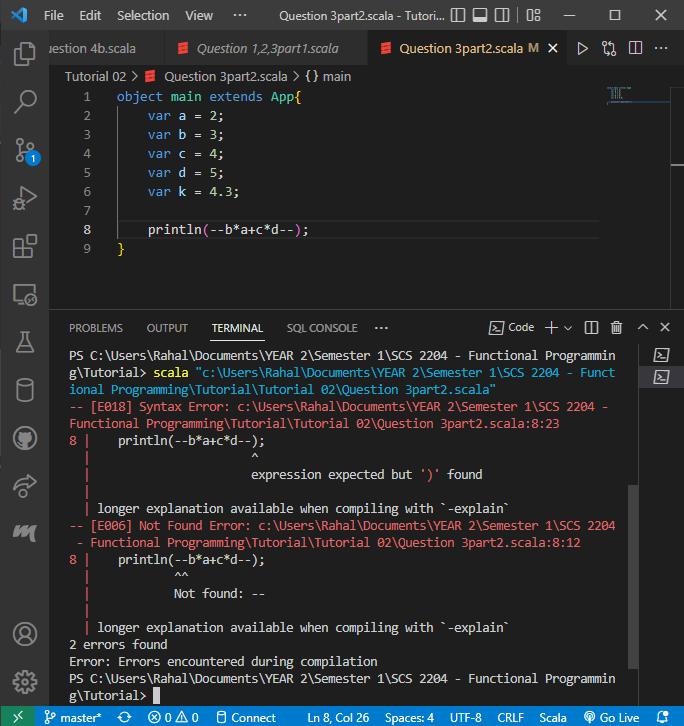 File Edit Selection View ··· Question 3part2.scala - Tutori...
uestion 4b.scala Question 1,2,3part1.scala Question 3part2.scala M
Tutorial 02 > Question 3part2.scala > {} main
1 object main extends App{
2 var a = 2;
3 var b = 3;
4 var c = 4;
5 var d = 5;
6 var k = 4.3;
7
8 println(--b*a+c*d--);
9 }
1
PROBLEMS OUTPUT TERMINAL SQL CONSOLE ··· Code
PS C:\Users\Rahal\Documents\YEAR 2\Semester 1\SCS 2204 - Functional Programmin
g\Tutorial> scala "c:\Users\Rahal\Documents\YEAR 2\Semester 1\SCS 2204 - Funct
ional Programming\Tutorial\Tutorial 02\Question 3part2.scala"
-- [E018] Syntax Error: c:\Users\Rahal\Documents\YEAR 2\Semester 1\SCS 2204 -
Functional Programming\Tutorial\Tutorial 02\Question 3part2.scala:8:23
8 | println(--b*a+c*d--);
| ^
| expression expected but ')' found
|
| longer explanation available when compiling with `-explain`
-- [E006] Not Found Error: c:\Users\Rahal\Documents\YEAR 2\Semester 1\SCS 2204
- Functional Programming\Tutorial\Tutorial 02\Question 3part2.scala:8:12
8 | println(--b*a+c*d--);
| ^^
| Not found: --
|
| longer explanation available when compiling with `-explain`
2 errors found
Error: Errors encountered during compilation
PS C:\Users\Rahal\Documents\YEAR 2\Semester 1\SCS 2204 - Functional Programmin
g\Tutorial>
master* 0 0 Connect Ln 8, Col 26 Spaces: 4 UTF-8 CRLF Scala Go Live